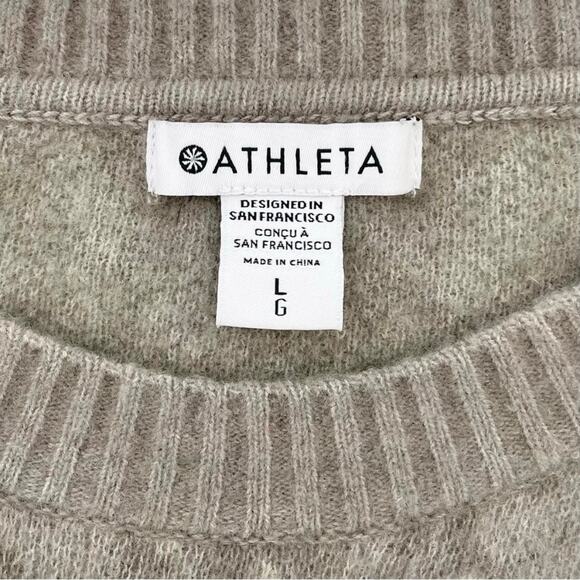 ATHLETA
DESIGNED IN
SAN FRANCISCO
CONÇU À
SAN FRANCISCO
MADE IN CHINA
L
G